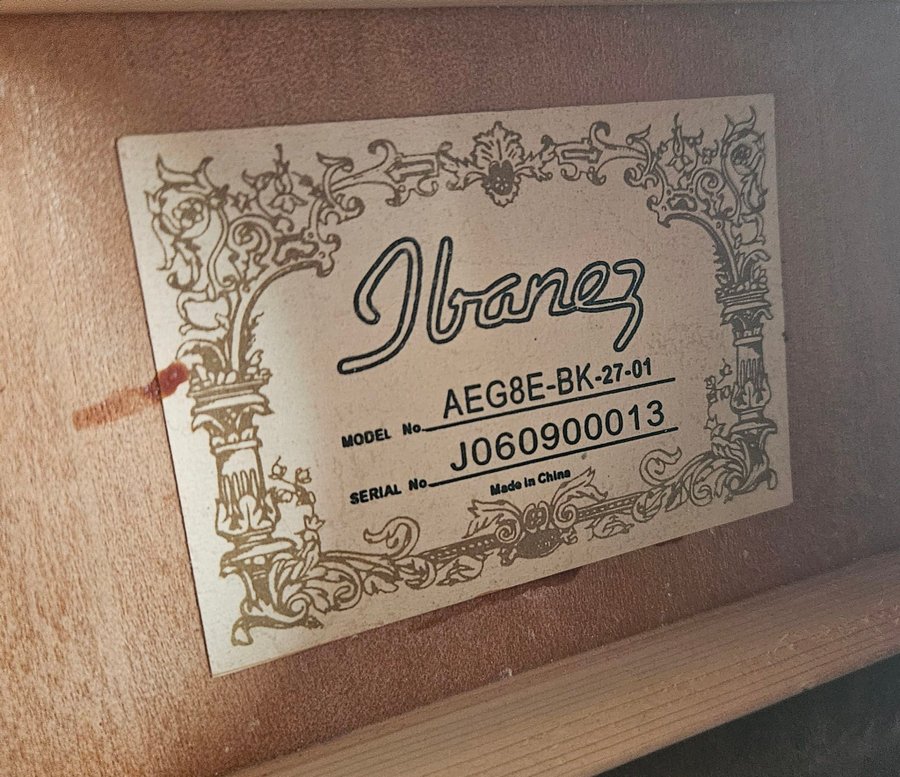 Ibanez
MODEL No. AEG8E-BK-27-01
SERIAL No. J060900013
Made in China